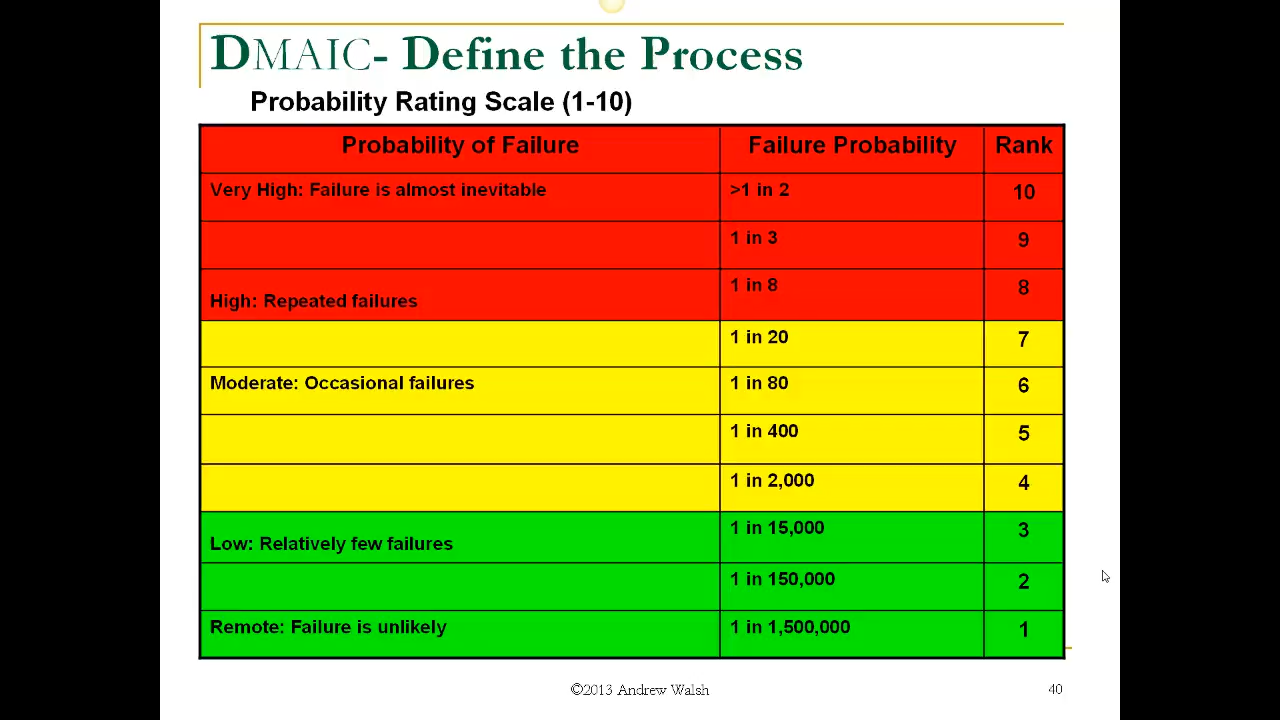 DMAIC- Define the Process
Probability Rating Scale (1-10)
Probability of Failure Failure Probability Rank
Very High: Failure is almost inevitable >1 in 2 10
1 in 3 9
High: Repeated failures 1 in 8 8
1 in 20 7
Moderate: Occasional failures 1 in 80 6
1 in 400 5
1 in 2,000 4
Low: Relatively few failures 1 in 15,000 3
1 in 150,000 2
Remote: Failure is unlikely 1 in 1,500,000 1
©2013 Andrew Walsh 40